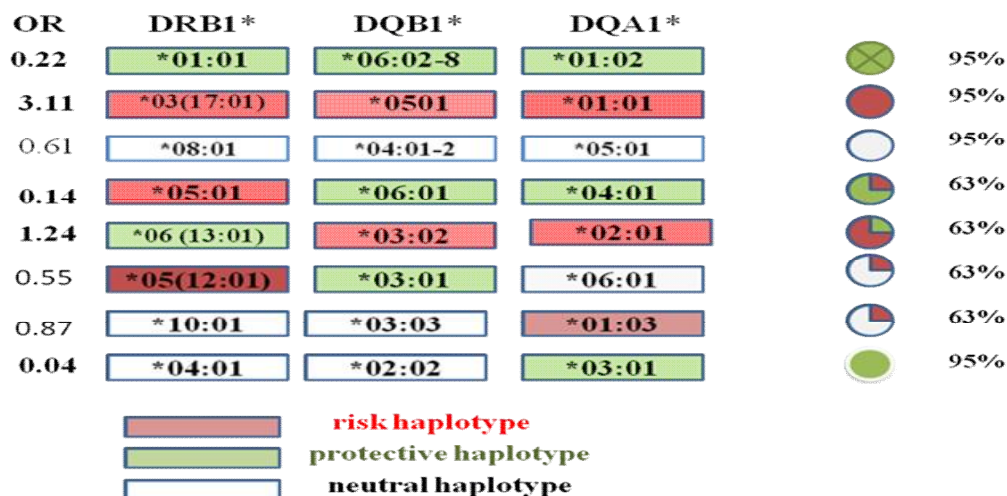 OR DRB1* DQB1* DQA1*
0.22 *01:01 *06:02-8 *01:02 95%
3.11 *03(17:01) *0501 *01:01 95%
0.61 *08:01 *04:01-2 *05:01 95%
0.14 *05:01 *06:01 *04:01 63%
1.24 *06 (13:01) *03:02 *02:01 63%
0.55 *05(12:01) *03:01 *06:01 63%
0.87 *10:01 *03:03 *01:03 63%
0.04 *04:01 *02:02 *03:01 95%
risk haplotype
protective haplotype
neutral haplotype